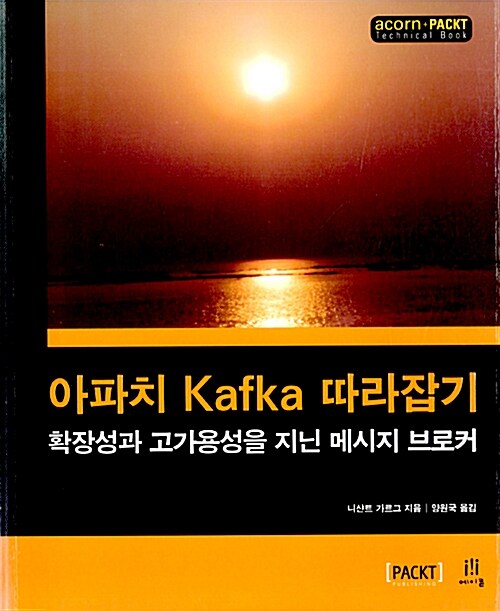 acorn+PACKT
Technical Book
아파치 Kafka 따라잡기
확장성과 고가용성을 지닌 메시지 브로커
니샨트 가르그 지음 | 양원국 옮김
[PACKT]
PUBLISHING
에이콘